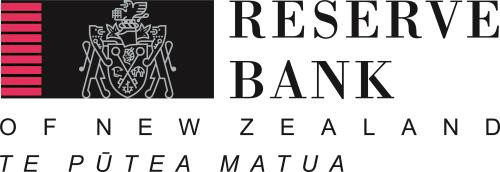 RESERVE
BANK
OF NEW ZEALAND
TE PŪTEA MATUA